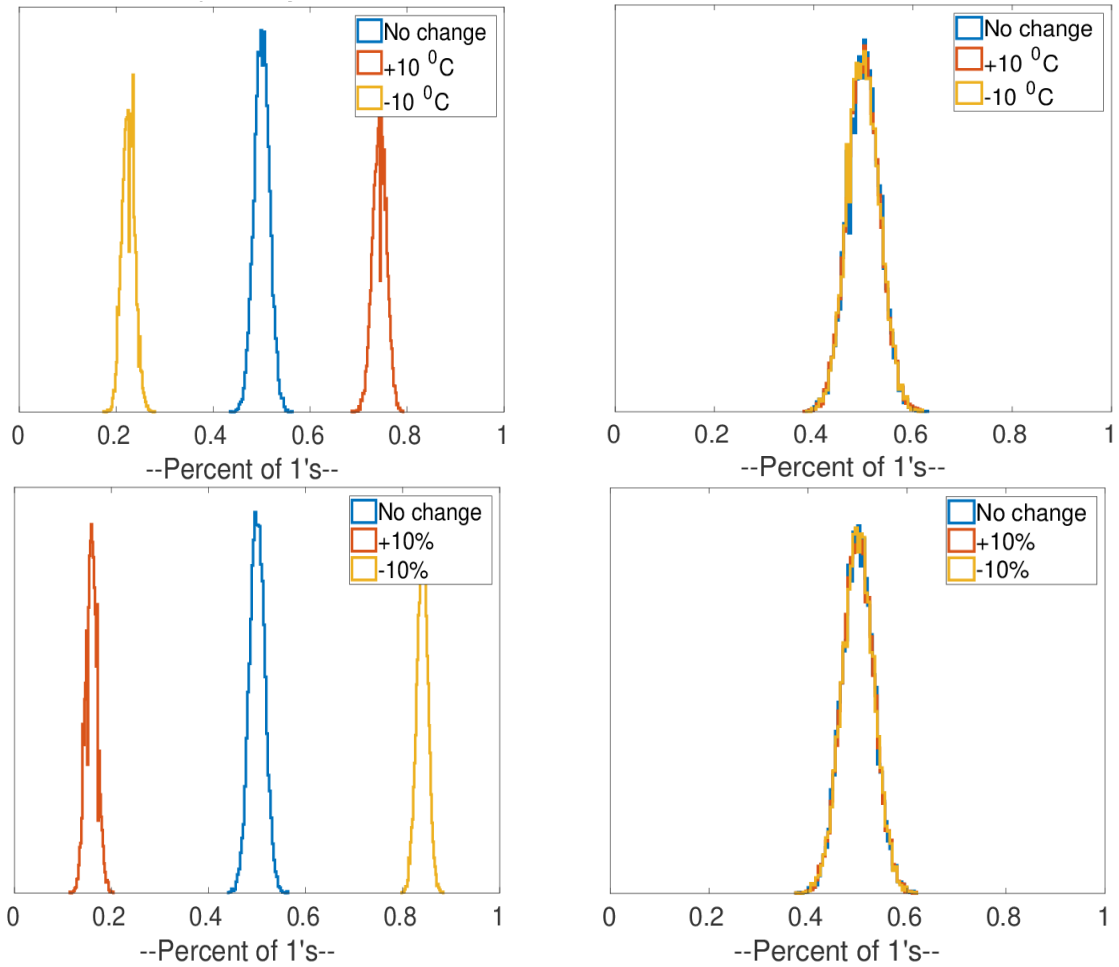 No change
+10 ⁰C
-10 ⁰C
0 0.2 0.4 0.6 0.8 1
--Percent of 1's--
No change
+10 ⁰C
-10 ⁰C
0 0.2 0.4 0.6 0.8 1
--Percent of 1's--
No change
+10%
-10%
0 0.2 0.4 0.6 0.8 1
--Percent of 1's--
No change
+10%
-10%
0 0.2 0.4 0.6 0.8 1
--Percent of 1's--